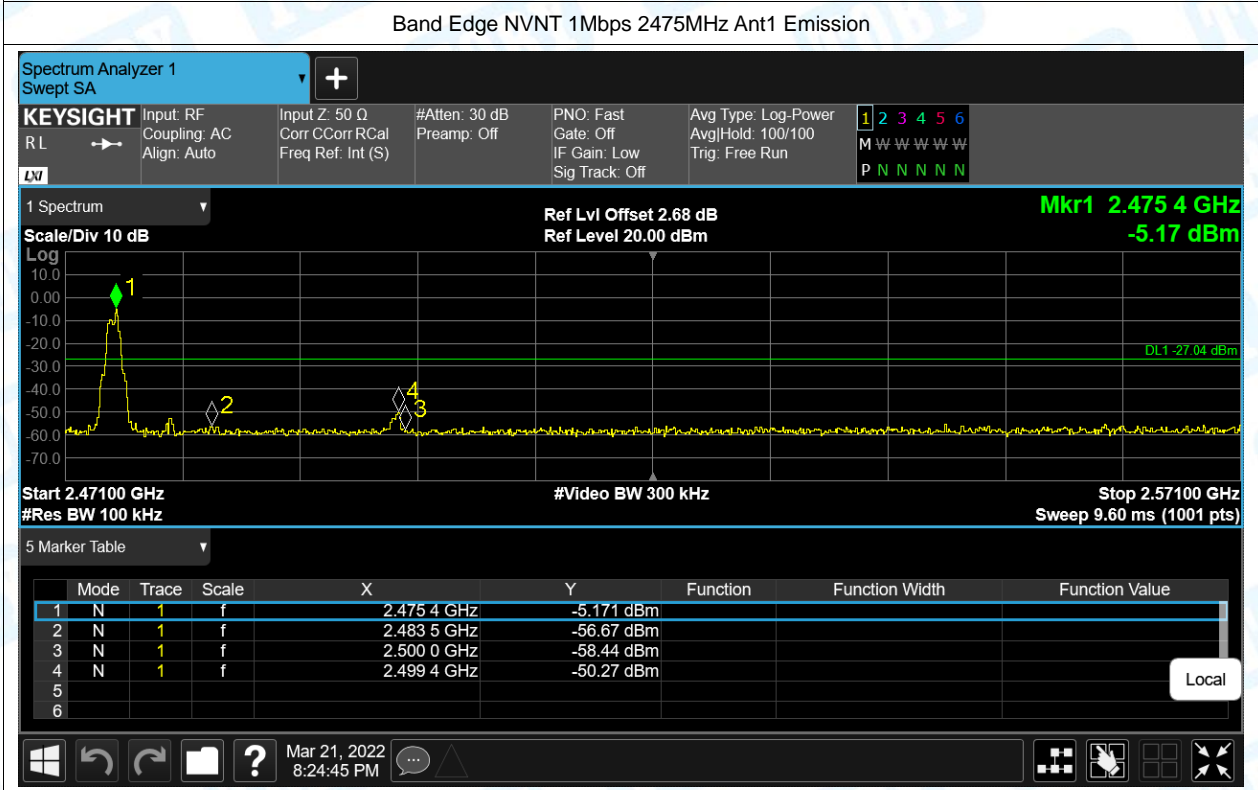 Band Edge NVNT 1Mbps 2475MHz Ant1 Emission
Spectrum Analyzer 1
Swept SA
KEYSIGHT
RL
LXI
Input: RF
Coupling: AC
Align: Auto
Input Z: 50 Ω
Corr CCorr RCal
Freq Ref: Int (S)
#Atten: 30 dB
Preamp: Off
PNO: Fast
Gate: Off
IF Gain: Low
Sig Track: Off
Avg Type: Log-Power
Avg|Hold: 100/100
Trig: Free Run
1 2 3 4 5 6
M W W W W W
P N N N N N
1 Spectrum
Scale/Div 10 dB
Ref Lvl Offset 2.68 dB
Ref Level 20.00 dBm
Mkr1 2.475 4 GHz
-5.17 dBm
Log
10.0
0.00
-10.0
-20.0
-30.0
-40.0
-50.0
-60.0
-70.0
1
2
4
3
DL1 -27.04 dBm
Start 2.47100 GHz
#Video BW 300 kHz
Stop 2.57100 GHz
#Res BW 100 kHz
Sweep 9.60 ms (1001 pts)
5 Marker Table
Mode Trace Scale X Y Function Function Width Function Value
1 N 1 f 2.475 4 GHz -5.171 dBm
2 N 1 f 2.483 5 GHz -56.67 dBm
3 N 1 f 2.500 0 GHz -58.44 dBm
4 N 1 f 2.499 4 GHz -50.27 dBm
5
6
Local
?
Mar 21, 2022
8:24:45 PM